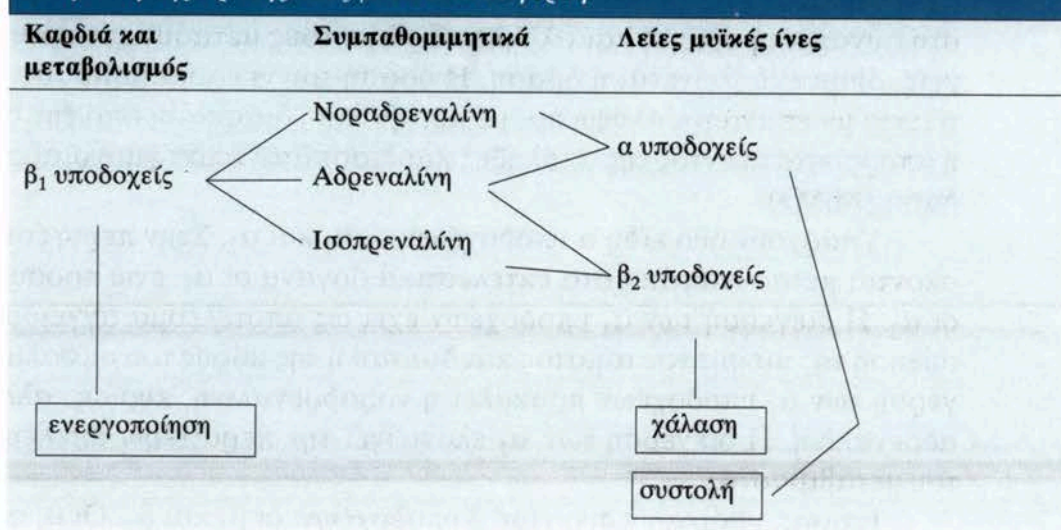 Καρδιά και μεταβολισμός
Συμπαθομιμητικά
Λείες μυϊκές ίνες
Νοραδρεναλίνη
α υποδοχείς
β₁ υποδοχείς
Αδρεναλίνη
Ισοπρεναλίνη
β₂ υποδοχείς
ενεργοποίηση
χάλαση
συστολή